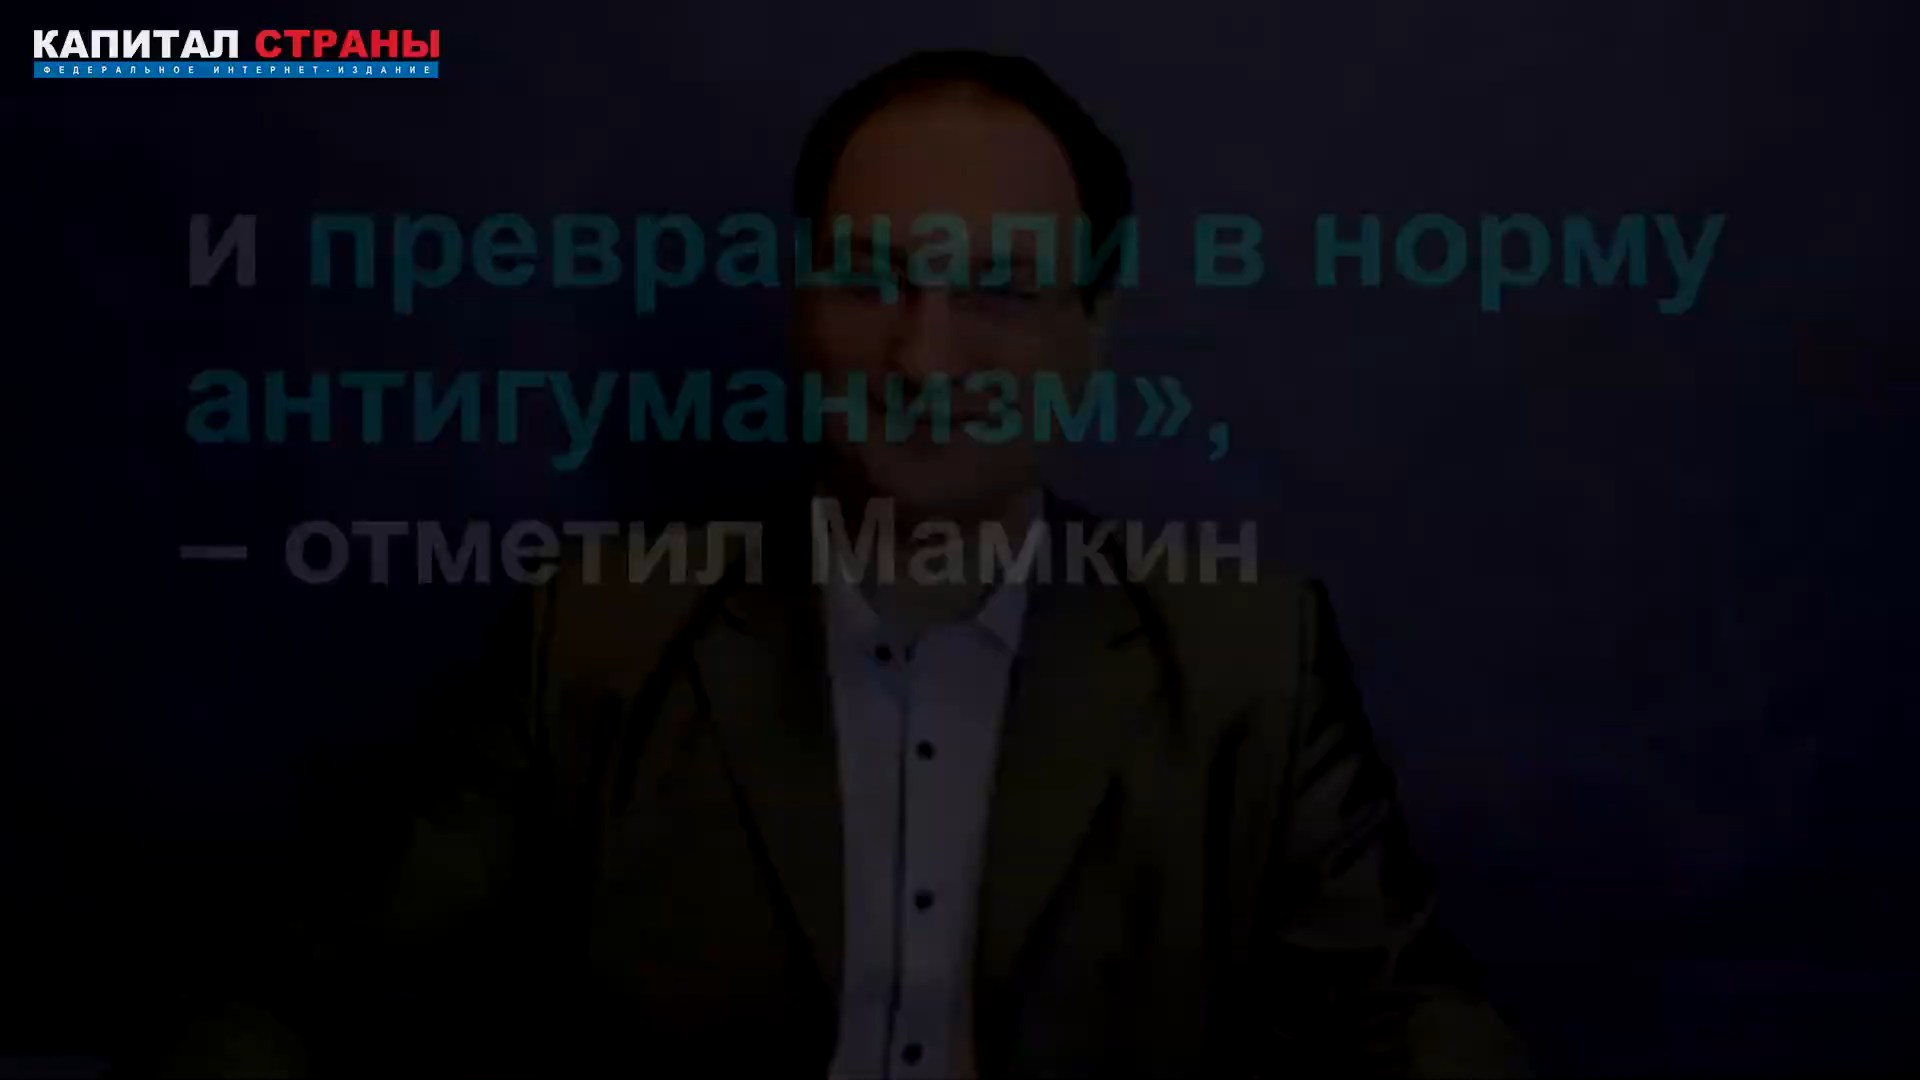 КАПИТАЛ СТРАНЫ
ФЕДЕРАЛЬНОЕ ИНТЕРНЕТ-ИЗДАНИЕ
и превращали в норму
антигуманизм»,
– отметил Мамкин